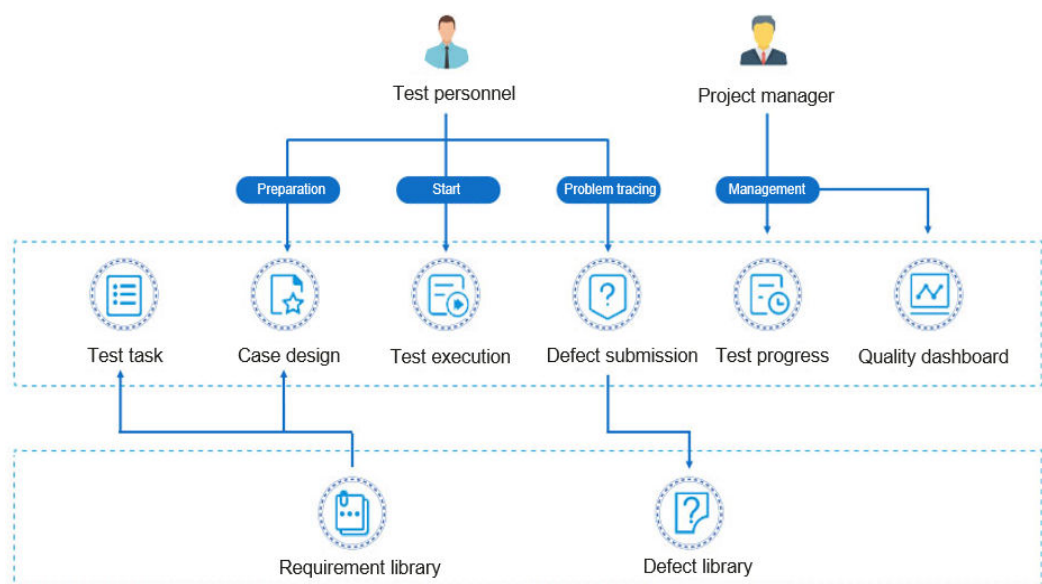 Test personnel
Project manager
Preparation
Start
Problem tracing
Management
Test task
Case design
Test execution
Defect submission
Test progress
Quality dashboard
Requirement library
Defect library